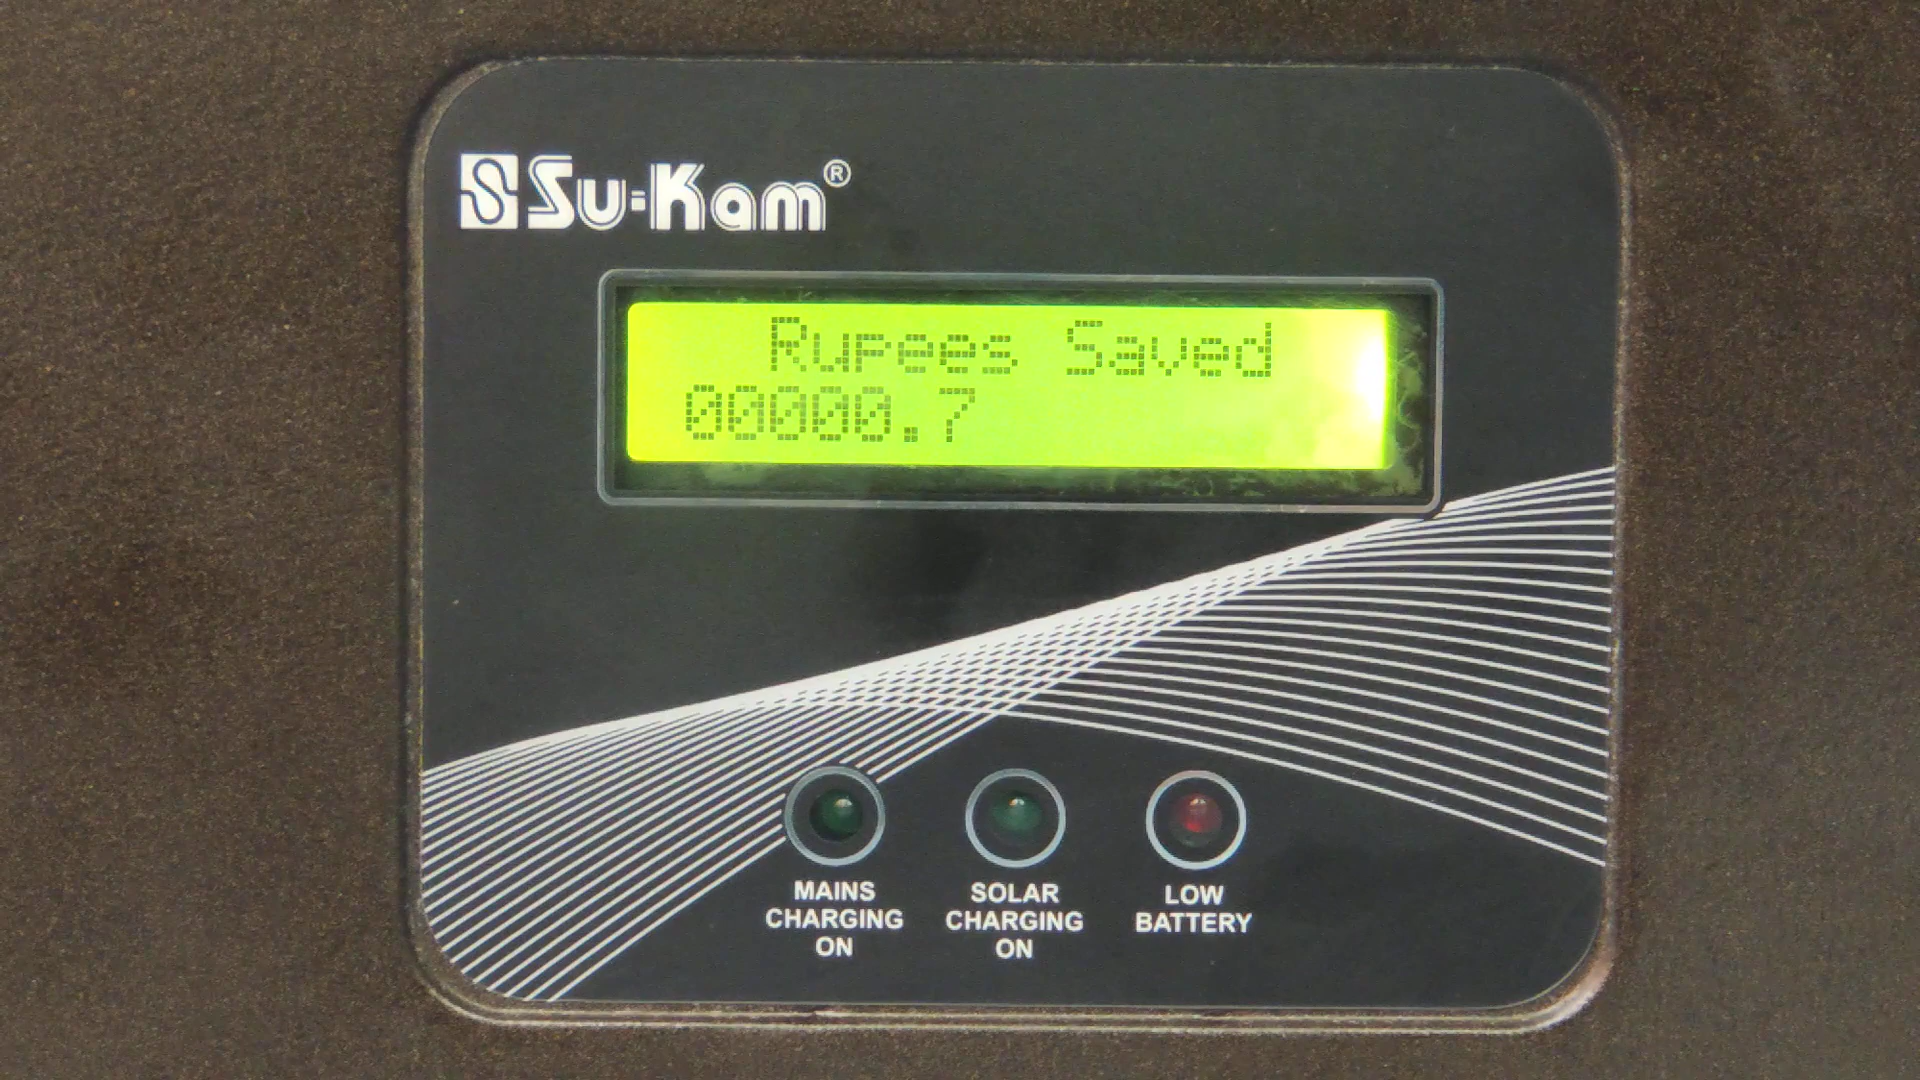 Su-Kam®
Rupees Saved
00000.7
MAINS
CHARGING
ON
SOLAR
CHARGING
ON
LOW
BATTERY